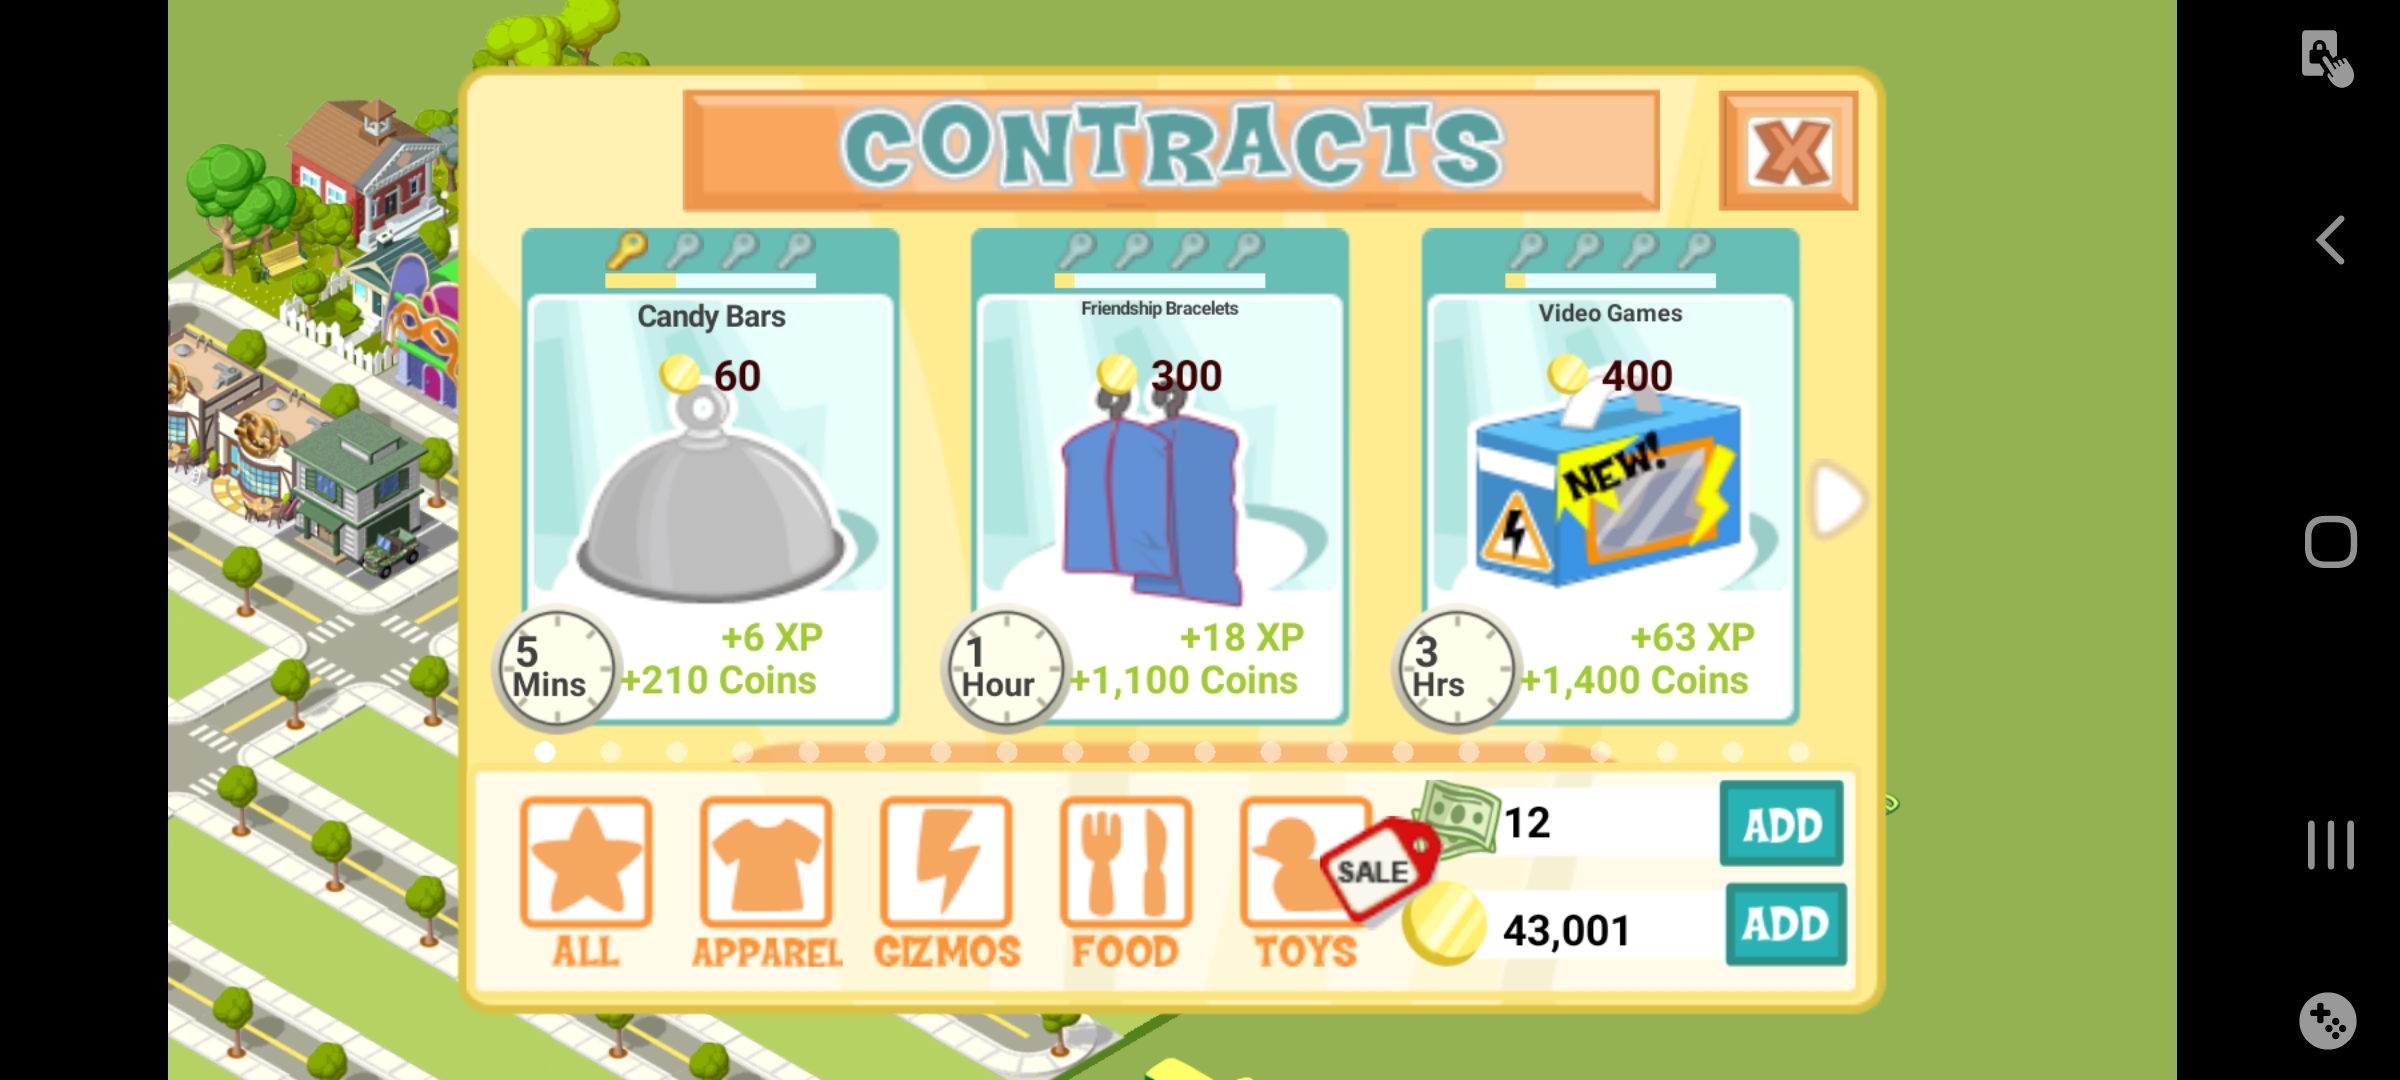 CONTRACTS
X
Candy Bars
60
5
Mins
+6 XP
+210 Coins
Friendship Bracelets
300
1
Hour
+18 XP
+1,100 Coins
Video Games
400
NEW!
3
Hrs
+63 XP
+1,400 Coins
ALL
APPAREL
GIZMOS
FOOD
TOYS
SALE
12
ADD
43,001
ADD